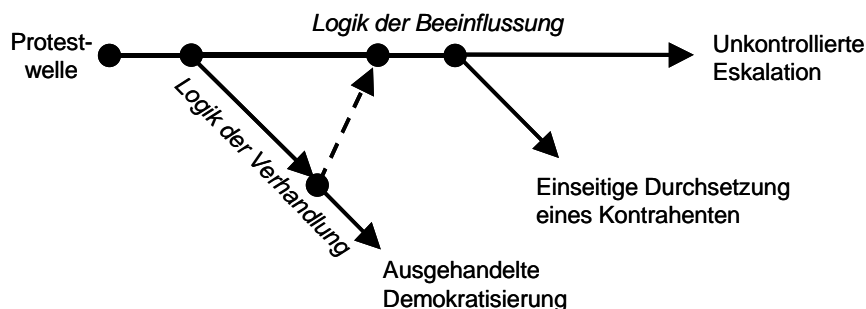 Logik der Beeinflussung
Protest-
welle
Unkontrollierte
Eskalation
Logik der Verhandlung
Einseitige Durchsetzung
eines Kontrahenten
Ausgehandelte
Demokratisierung